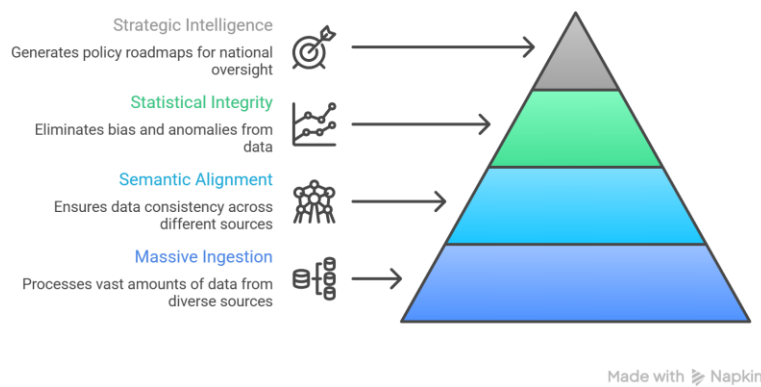 Strategic Intelligence
Generates policy roadmaps for national
oversight
Statistical Integrity
Eliminates bias and anomalies from
data
Semantic Alignment
Ensures data consistency across
different sources
Massive Ingestion
Processes vast amounts of data from
diverse sources
Made with Napkin